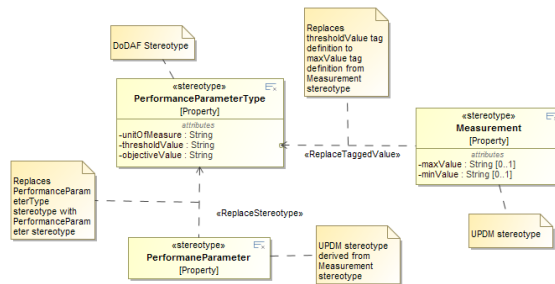 DoDAF Stereotype
Replaces
thresholdValue tag
definition to
maxValue tag
definition from
Measurement
stereotype
«stereotype»
PerformanceParameterType
[Property]
attributes
-unitOfMeasure : String
-thresholdValue : String
-objectiveValue : String
«stereotype»
Measurement
[Property]
attributes
-maxValue : String [0..1]
-minValue : String [0..1]
«ReplaceTaggedValue»
Replaces
PerformanceParam
eterType
stereotype with
PerformanceParam
eter stereotype
«ReplaceStereotype»
UPDM stereotype
«stereotype»
PerformaneParameter
[Property]
UPDM stereotype
derived from
Measurement
stereotype